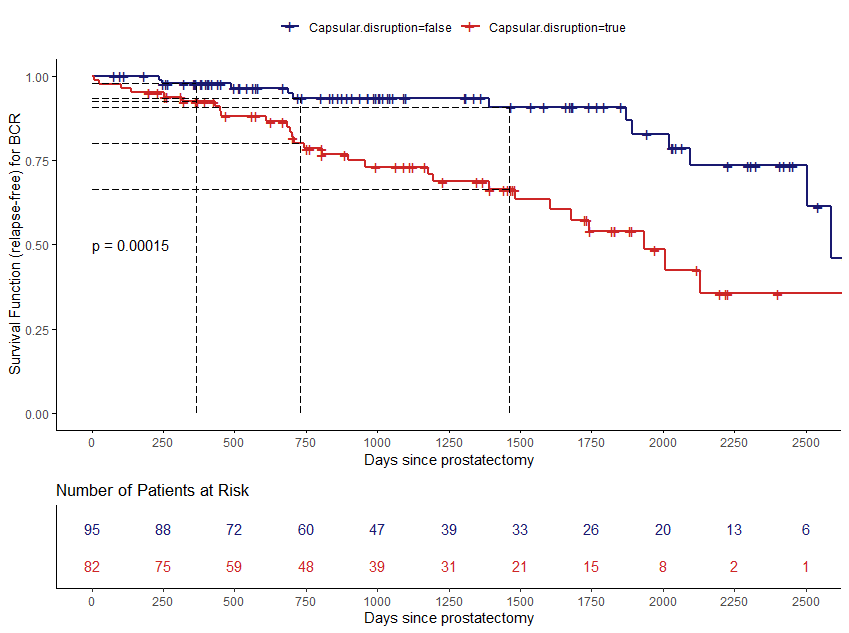 Capsular.disruption=false Capsular.disruption=true
Survival Function (relapse-free) for BCR
1.00
0.75
0.50
0.25
0.00
p = 0.00015
0 250 500 750 1000 1250 1500 1750 2000 2250 2500
Days since prostatectomy
Number of Patients at Risk
95 88 72 60 47 39 33 26 20 13 6
82 75 59 48 39 31 21 15 8 2 1
0 250 500 750 1000 1250 1500 1750 2000 2250 2500
Days since prostatectomy